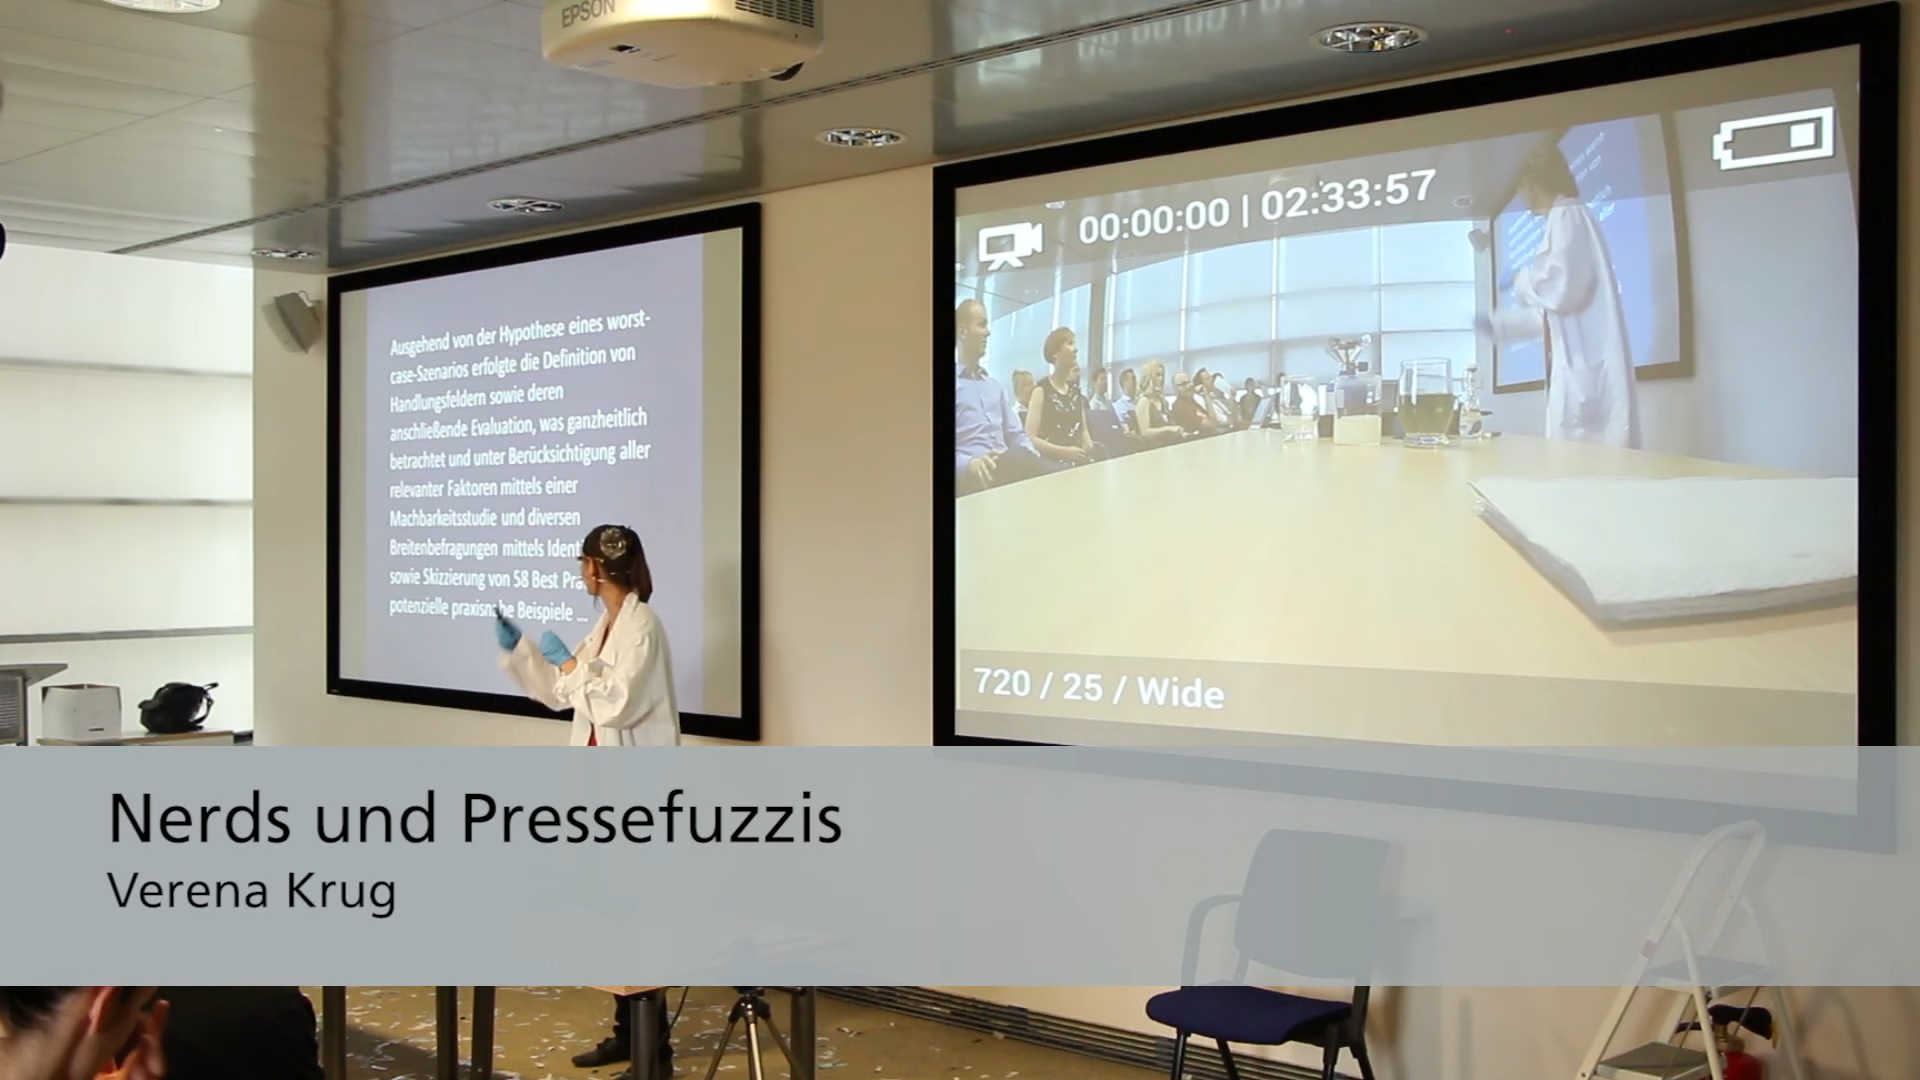 EPSON
00:00:00 | 02:33:57
Ausgehend von der Hypothese eines worst-
case-Szenarios erfolgte die Definition von
Handlungsfeldern sowie deren
anschließende Evaluation, was ganzheitlich
betrachtet und unter Berücksichtigung aller
relevanter Faktoren mittels einer
Machbarkeitsstudie und diversen
Breitenbefragungen mittels
sowie Skizzierung von 58 Best
potenzielle Beispiele ...
720 / 25 / Wide
Nerds und Pressefuzzis
Verena Krug